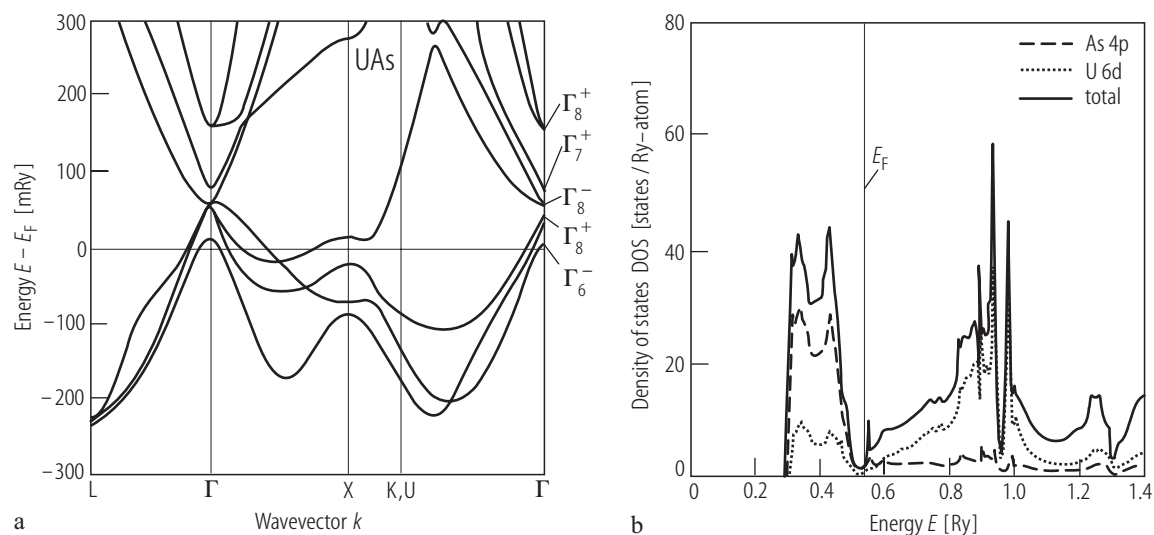 300
200
100
0
−100
−200
−300
Energy E – E_F [mRy]
UAs
Γ₈⁺
Γ₇⁺
Γ₈⁻
Γ₈⁺
Γ₆⁻
L Γ X K,U Γ
Wavevector k
a
80
60
40
20
0
Density of states DOS [states / Ry–atom]
As 4p
U 6d
total
E_F
0 0.2 0.4 0.6 0.8 1.0 1.2 1.4
Energy E [Ry]
b